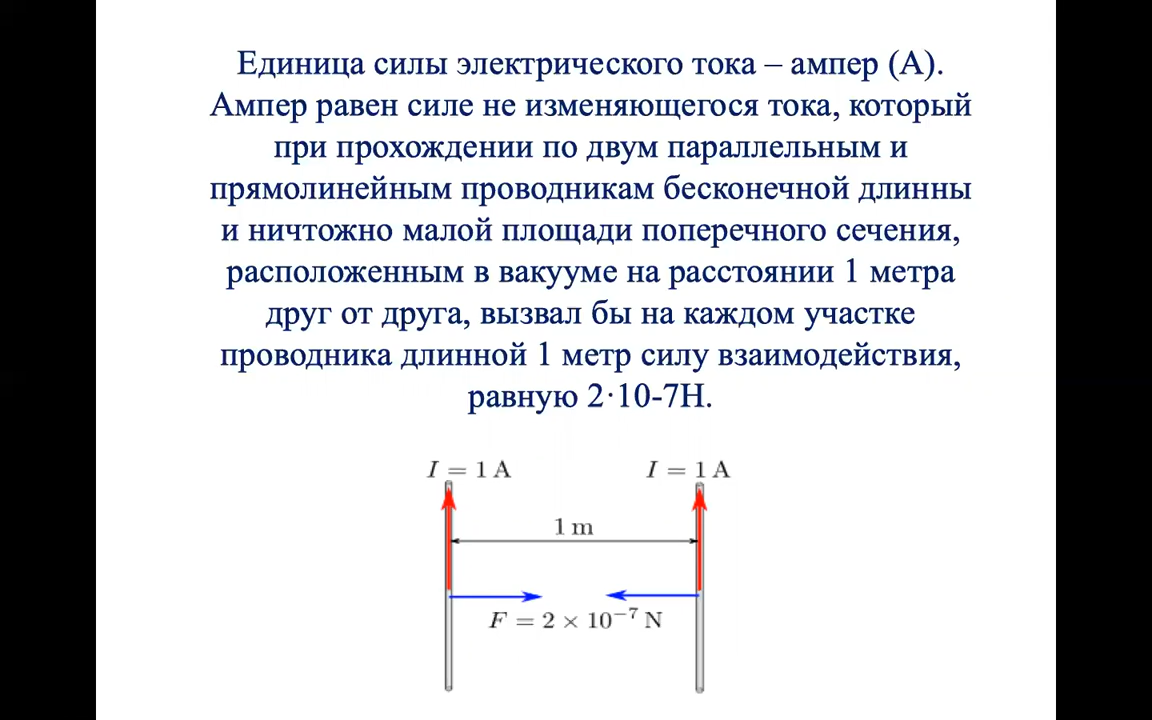 Единица силы электрического тока – ампер (А).
Ампер равен силе не изменяющегося тока, который
при прохождении по двум параллельным и
прямолинейным проводникам бесконечной длинны
и ничтожно малой площади поперечного сечения,
расположенным в вакууме на расстоянии 1 метра
друг от друга, вызвал бы на каждом участке
проводника длинной 1 метр силу взаимодействия,
равную 2·10-7Н.
I = 1 A I = 1 A
1 m
F = 2 × 10⁻⁷ N